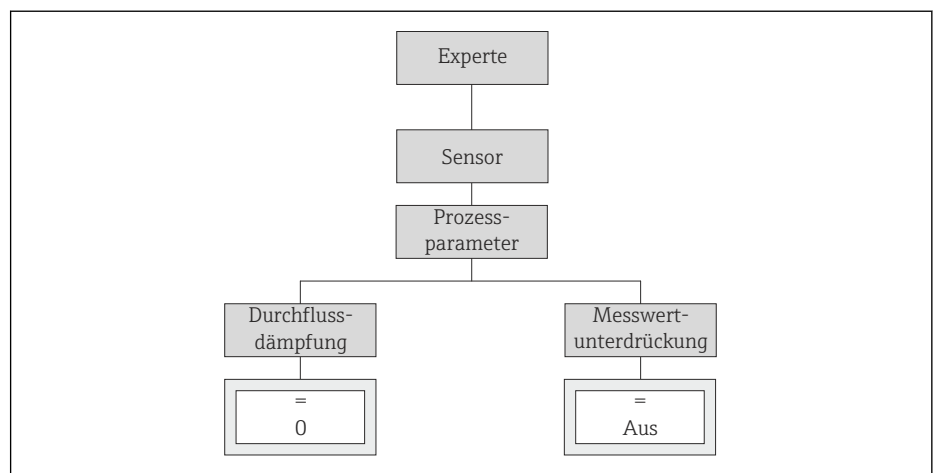 Experte
Sensor
Prozess-
parameter
Durchfluss-
dämpfung
Messwert-
unterdrückung
=
0
=
Aus